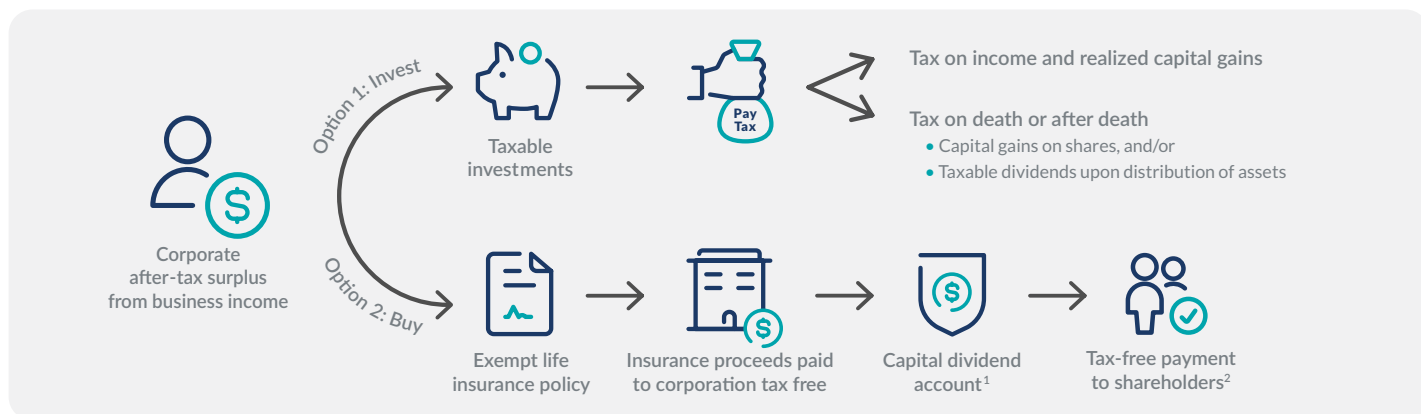 Corporate
after-tax surplus
from business income
Option 1: Invest
Taxable
investments
Pay
Tax
Tax on income and realized capital gains
Tax on death or after death
• Capital gains on shares, and/or
• Taxable dividends upon distribution of assets
Option 2: Buy
$
Exempt life
insurance policy
$
Insurance proceeds paid
to corporation tax free
$
Capital dividend
account¹
Tax-free payment
to shareholders²